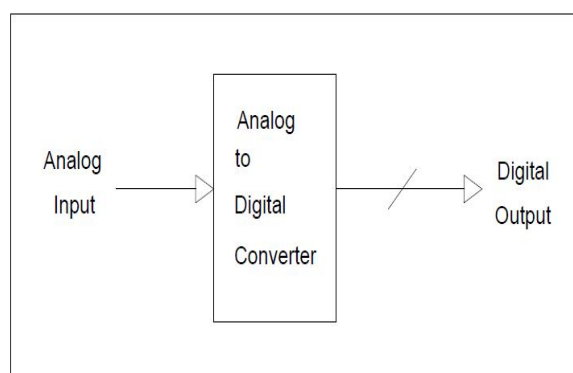 Analog
Input
Analog
to
Digital
Converter
Digital
Output